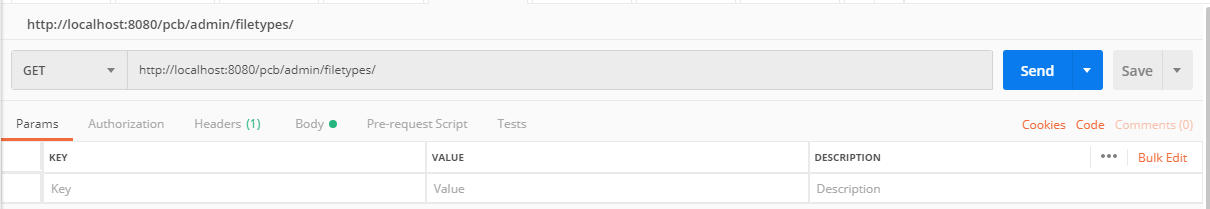 http://localhost:8080/pcb/admin/filetypes/
GET http://localhost:8080/pcb/admin/filetypes/ Send Save
Params Authorization Headers (1) Body Pre-request Script Tests Cookies Code Comments (0)
KEY VALUE DESCRIPTION ••• Bulk Edit
Key Value Description